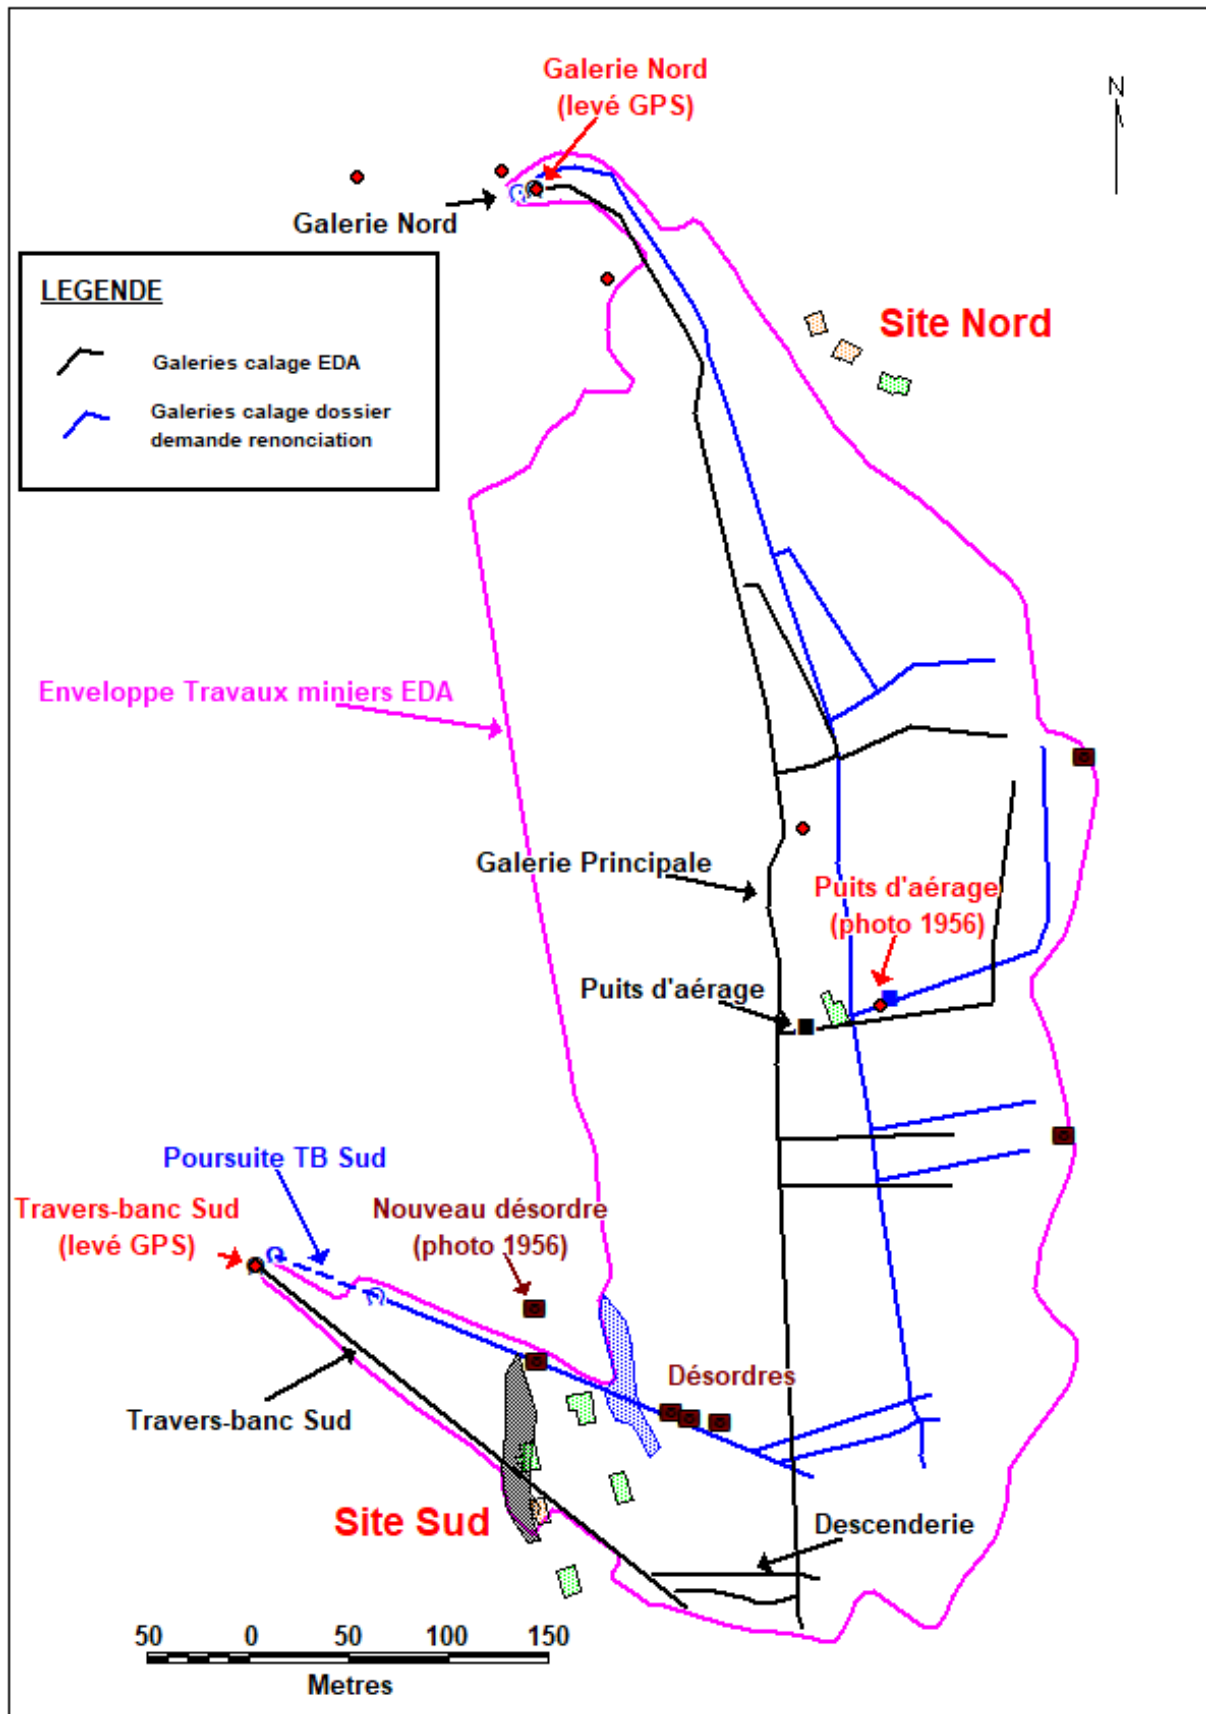 Galerie Nord
(levé GPS)
N
Galerie Nord
LEGENDE
Galeries calage EDA
Galeries calage dossier
demande renonciation
Site Nord
Enveloppe Travaux miniers EDA
Galerie Principale
Puits d'aérage
(photo 1956)
Puits d'aérage
Poursuite TB Sud
Travers-banc Sud
(levé GPS)
Nouveau désordre
(photo 1956)
Désordres
Travers-banc Sud
Site Sud
Descenderie
50 0 50 100 150
Metres